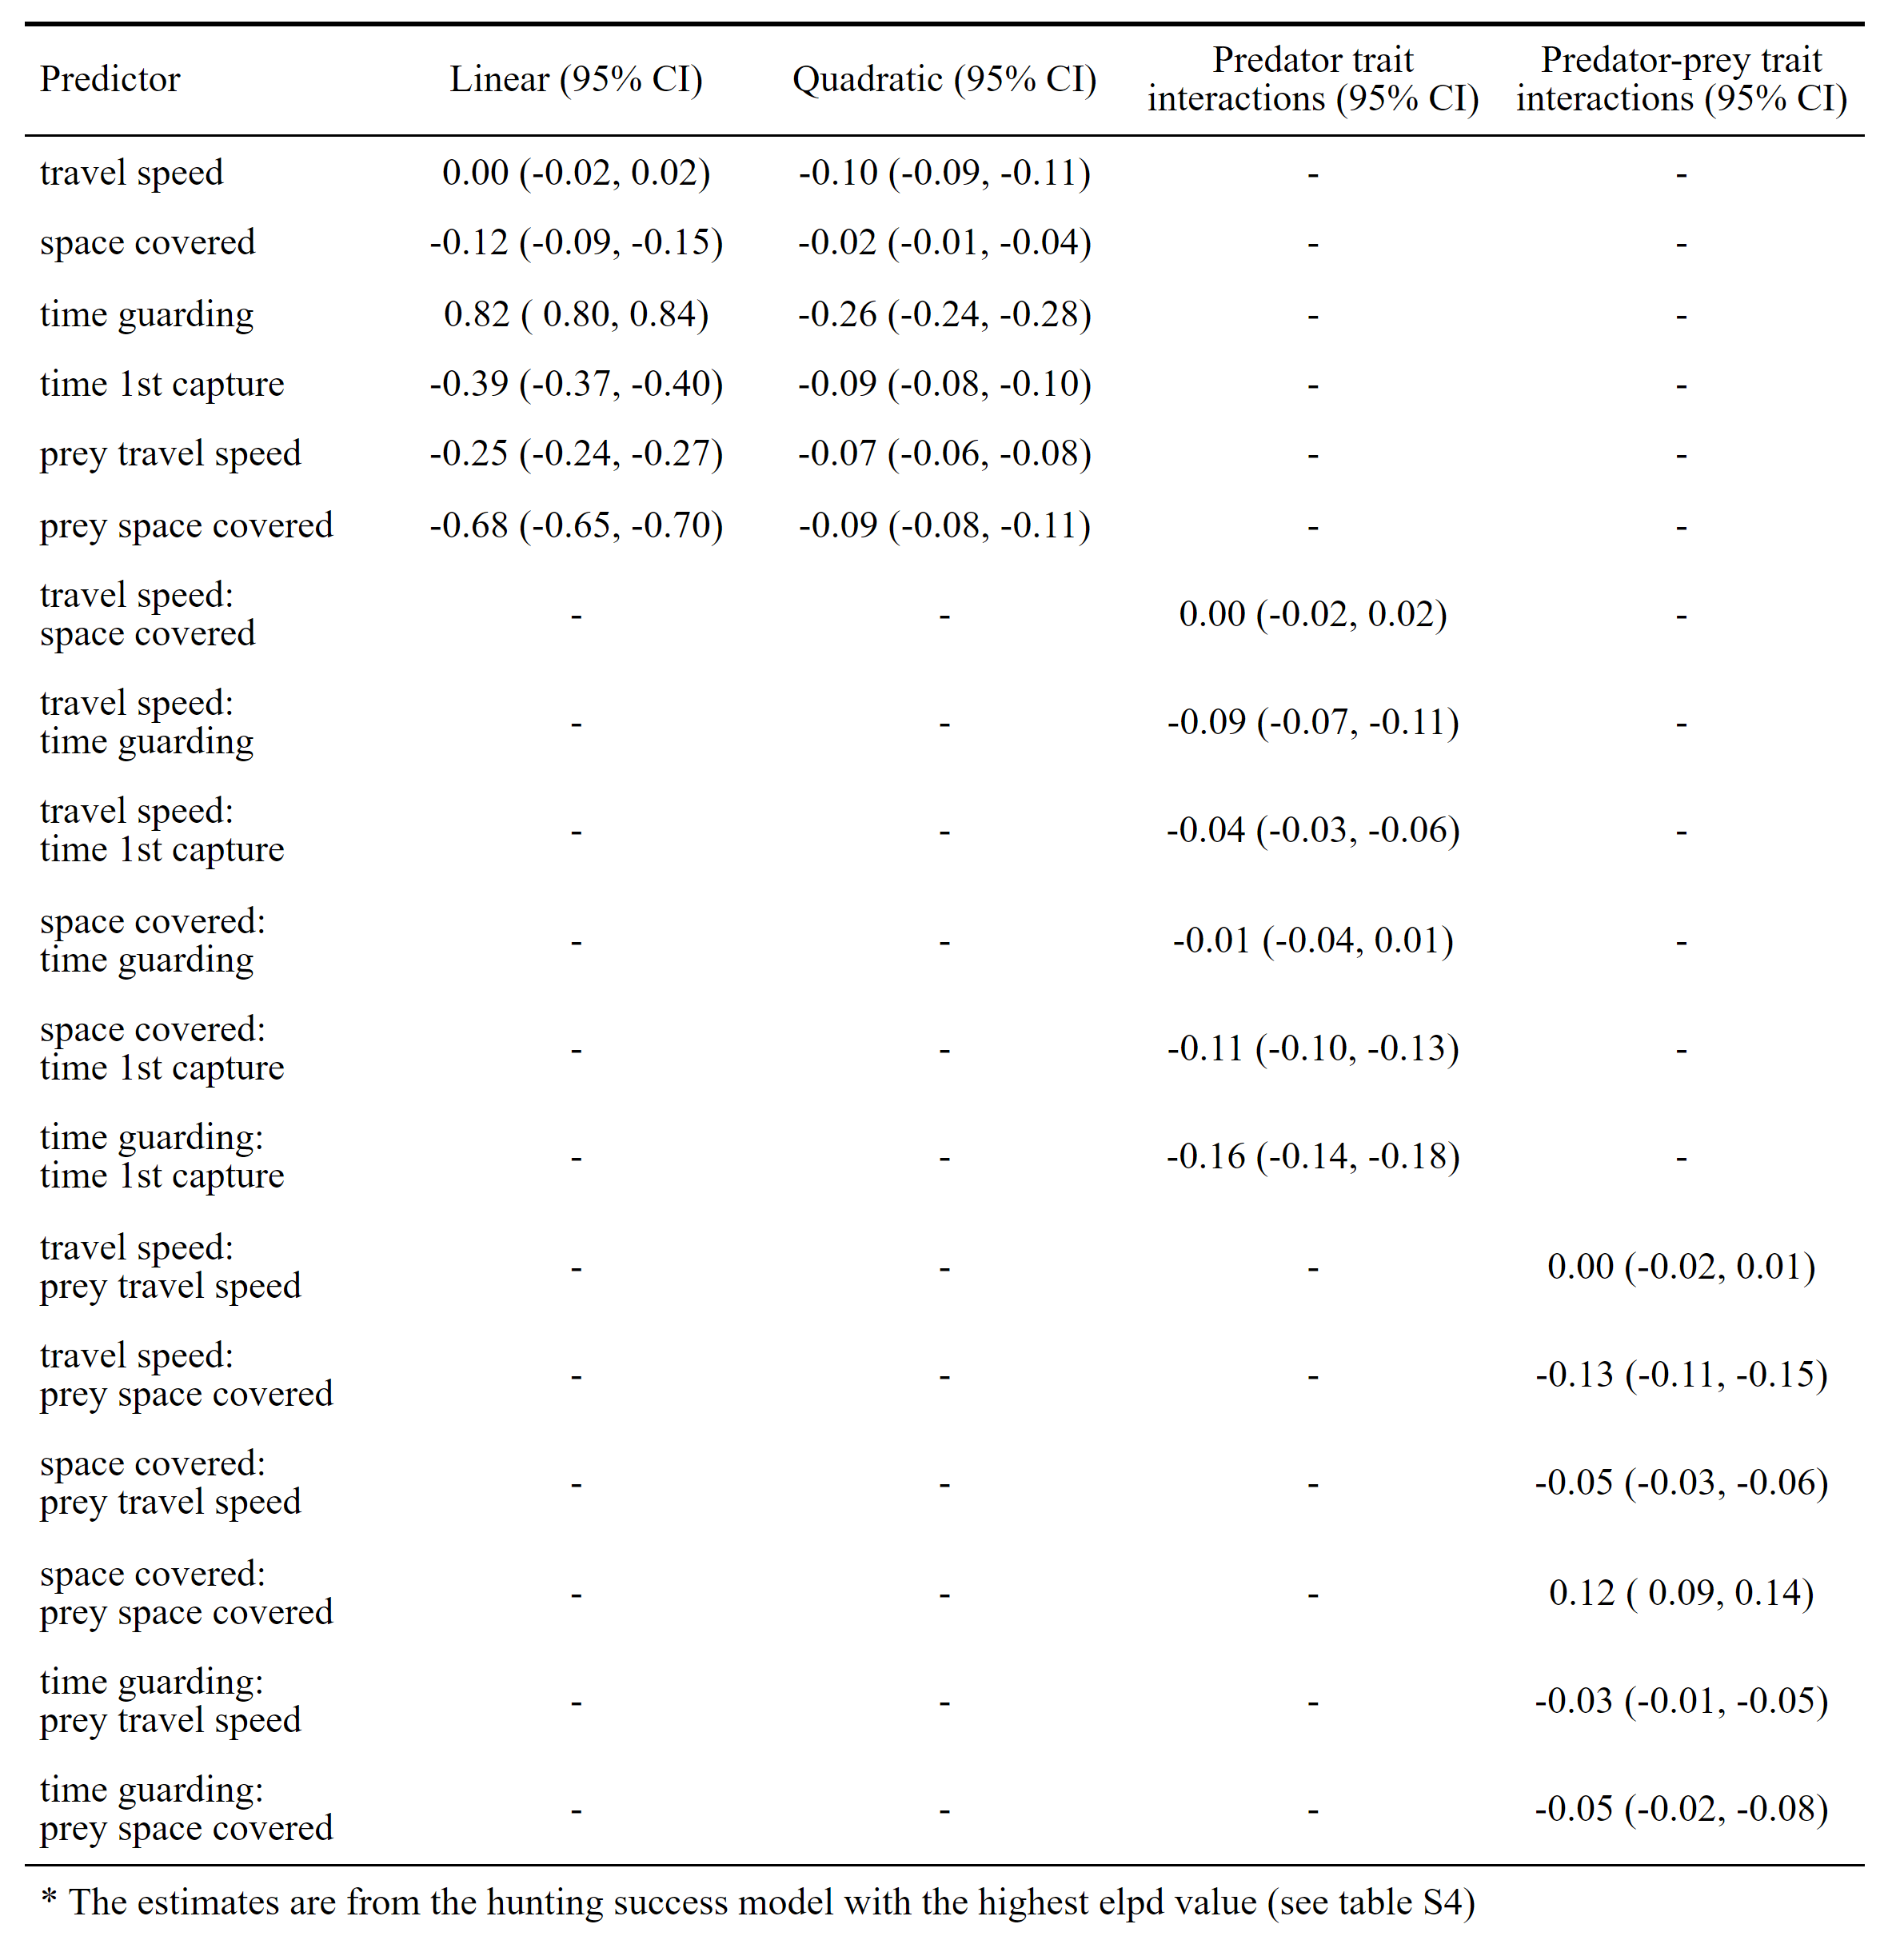 Predictor Linear (95% CI) Quadratic (95% CI) Predator trait interactions (95% CI) Predator-prey trait interactions (95% CI)
travel speed 0.00 (-0.02, 0.02) -0.10 (-0.09, -0.11) - -
space covered -0.12 (-0.09, -0.15) -0.02 (-0.01, -0.04) - -
time guarding 0.82 ( 0.80, 0.84) -0.26 (-0.24, -0.28) - -
time 1st capture -0.39 (-0.37, -0.40) -0.09 (-0.08, -0.10) - -
prey travel speed -0.25 (-0.24, -0.27) -0.07 (-0.06, -0.08) - -
prey space covered -0.68 (-0.65, -0.70) -0.09 (-0.08, -0.11) - -
travel speed:
space covered - - 0.00 (-0.02, 0.02) -
travel speed:
time guarding - - -0.09 (-0.07, -0.11) -
travel speed:
time 1st capture - - -0.04 (-0.03, -0.06) -
space covered:
time guarding - - -0.01 (-0.04, 0.01) -
space covered:
time 1st capture - - -0.11 (-0.10, -0.13) -
time guarding:
time 1st capture - - -0.16 (-0.14, -0.18) -
travel speed:
prey travel speed - - - 0.00 (-0.02, 0.01)
travel speed:
prey space covered - - - -0.13 (-0.11, -0.15)
space covered:
prey travel speed - - - -0.05 (-0.03, -0.06)
space covered:
prey space covered - - - 0.12 ( 0.09, 0.14)
time guarding:
prey travel speed - - - -0.03 (-0.01, -0.05)
time guarding:
prey space covered - - - -0.05 (-0.02, -0.08)
* The estimates are from the hunting success model with the highest elpd value (see table S4)